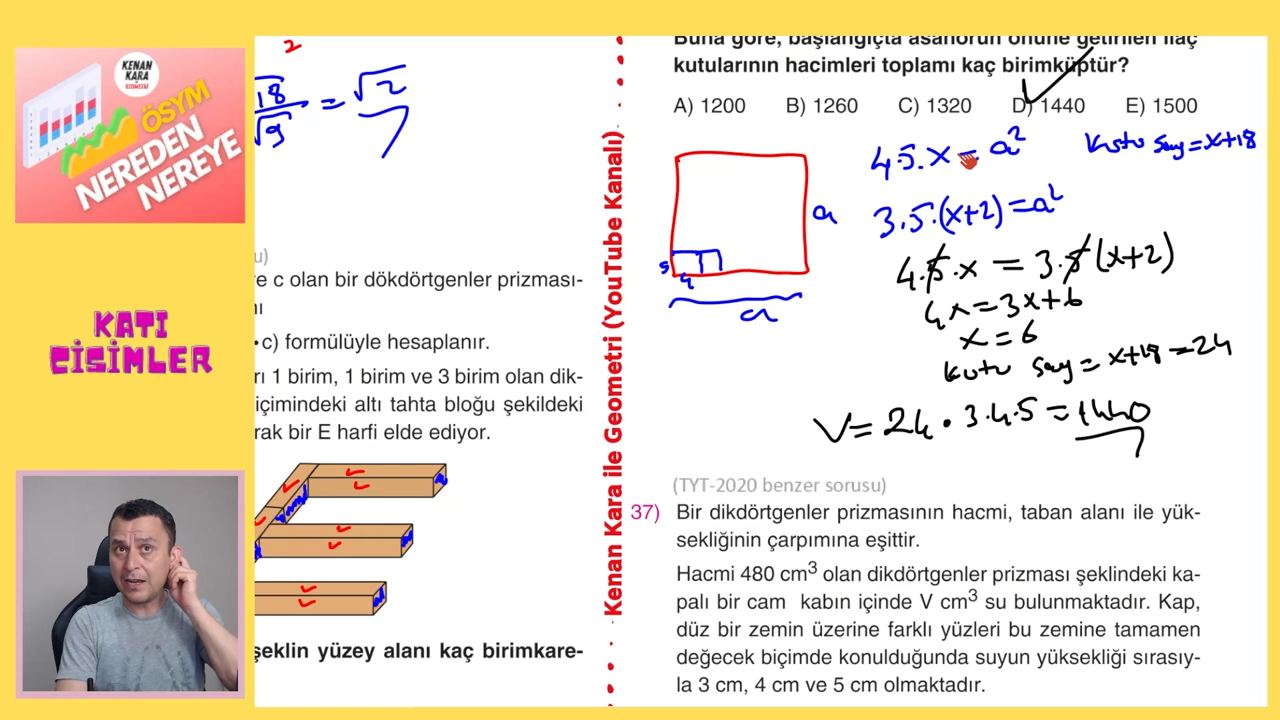 KENAN
KARA
GEOMETRİ
ÖSYM
NEREDEN
NEREYE
KATI
CİSİMLER
2
18
√9
= √2
u)
re c olan bir dökdörtgenler prizması-
nı
•c) formülüyle hesaplanır.
rı 1 birim, 1 birim ve 3 birim olan dik-
içimindeki altı tahta bloğu şekildeki
rak bir E harfi elde ediyor.
şeklin yüzey alanı kaç birimkare-
Kenan Kara ile Geometri (YouTube Kanalı)
Buna göre, başlangıçta asansörün önüne getirilen ilaç
kutularının hacimleri toplamı kaç birimküptür?
A) 1200 B) 1260 C) 1320 D) 1440 E) 1500
4.5.x = a²
Kutu say = x+18
3.5.(x+2) = a²
a
5
4
a
4.5.x = 3.5(x+2)
4x = 3x+6
x = 6
Kutu say = x+18 = 24
V = 24 . 3.4.5 = 1440
(TYT-2020 benzer sorusu)
37) Bir dikdörtgenler prizmasının hacmi, taban alanı ile yük-
sekliğinin çarpımına eşittir.
Hacmi 480 cm³ olan dikdörtgenler prizması şeklindeki ka-
palı bir cam kabın içinde V cm³ su bulunmaktadır. Kap,
düz bir zemin üzerine farklı yüzleri bu zemine tamamen
değecek biçimde konulduğunda suyun yüksekliği sırasıy-
la 3 cm, 4 cm ve 5 cm olmaktadır.